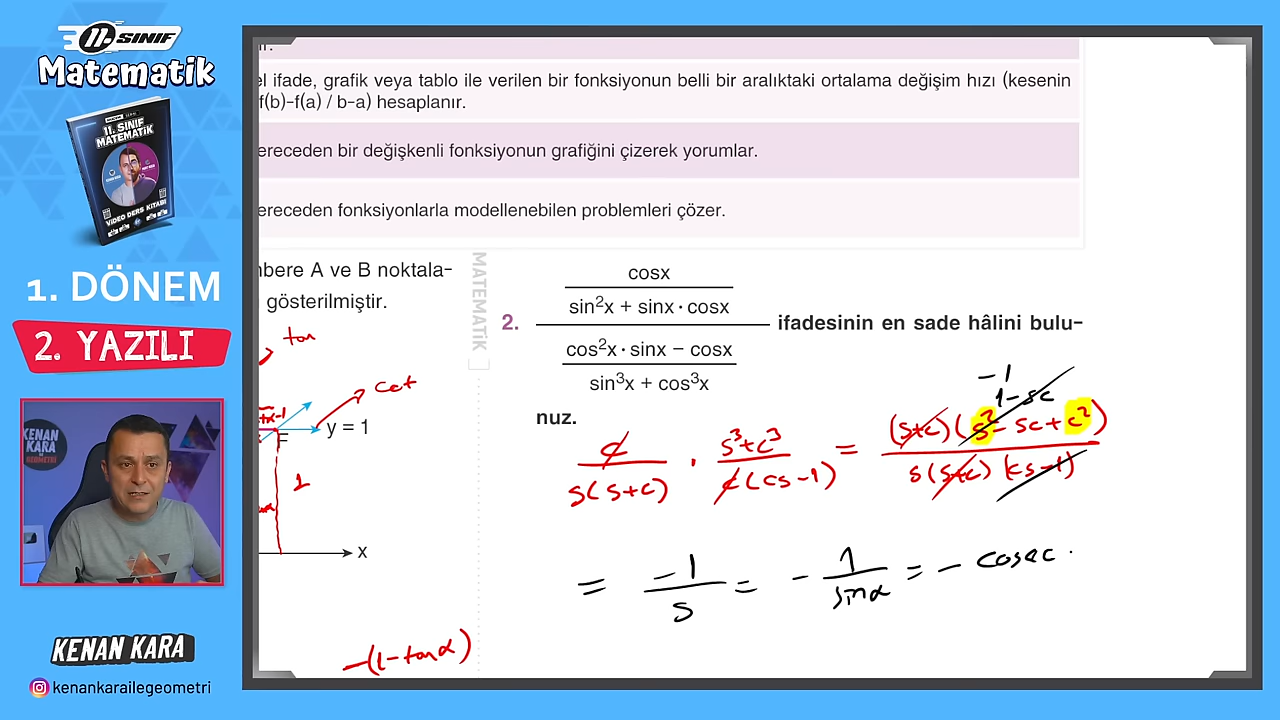 11. SINIF
Matematik
11. SINIF
MATEMATİK
VİDEO DERS KİTABI
1. DÖNEM
2. YAZILI
KENAN
KARA
KENAN KARA
kenankarailegeometri
el ifade, grafik veya tablo ile verilen bir fonksiyonun belli bir aralıktaki ortalama değişim hızı (kesenin
f(b)-f(a) / b-a) hesaplanır.
ereceden bir değişkenli fonksiyonun grafiğini çizerek yorumlar.
ereceden fonksiyonlarla modellenebilen problemleri çözer.
nbere A ve B noktala-
gösterilmiştir.
tan
cot
y = 1
F
1
x
-(1-tanα)
MATEMATİK
2.
cosx
sin²x + sinx · cosx
cos²x · sinx - cosx
sin³x + cos³x
ifadesinin en sade hâlini bulu-
nuz.
c / s(s+c) · s³+c³ / c(cs-1) = (s+c)(s²-sc+c²) / s(s+c)(cs-1)
1-sc
-1
= -1/s = - 1/sinα = - cosec